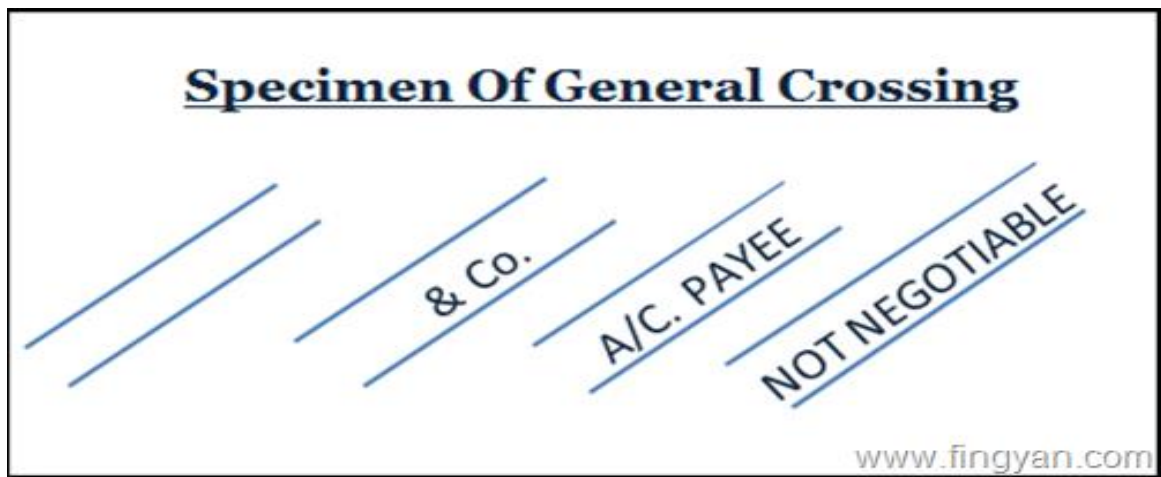 Specimen Of General Crossing
& Co.
A/C. PAYEE
NOT NEGOTIABLE
www.fingyan.com